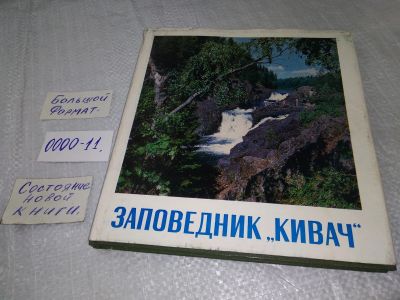 Большой
Формат.
0000-11.
Состояние
новой
книги.
ЗАПОВЕДНИК „КИВАЧ“